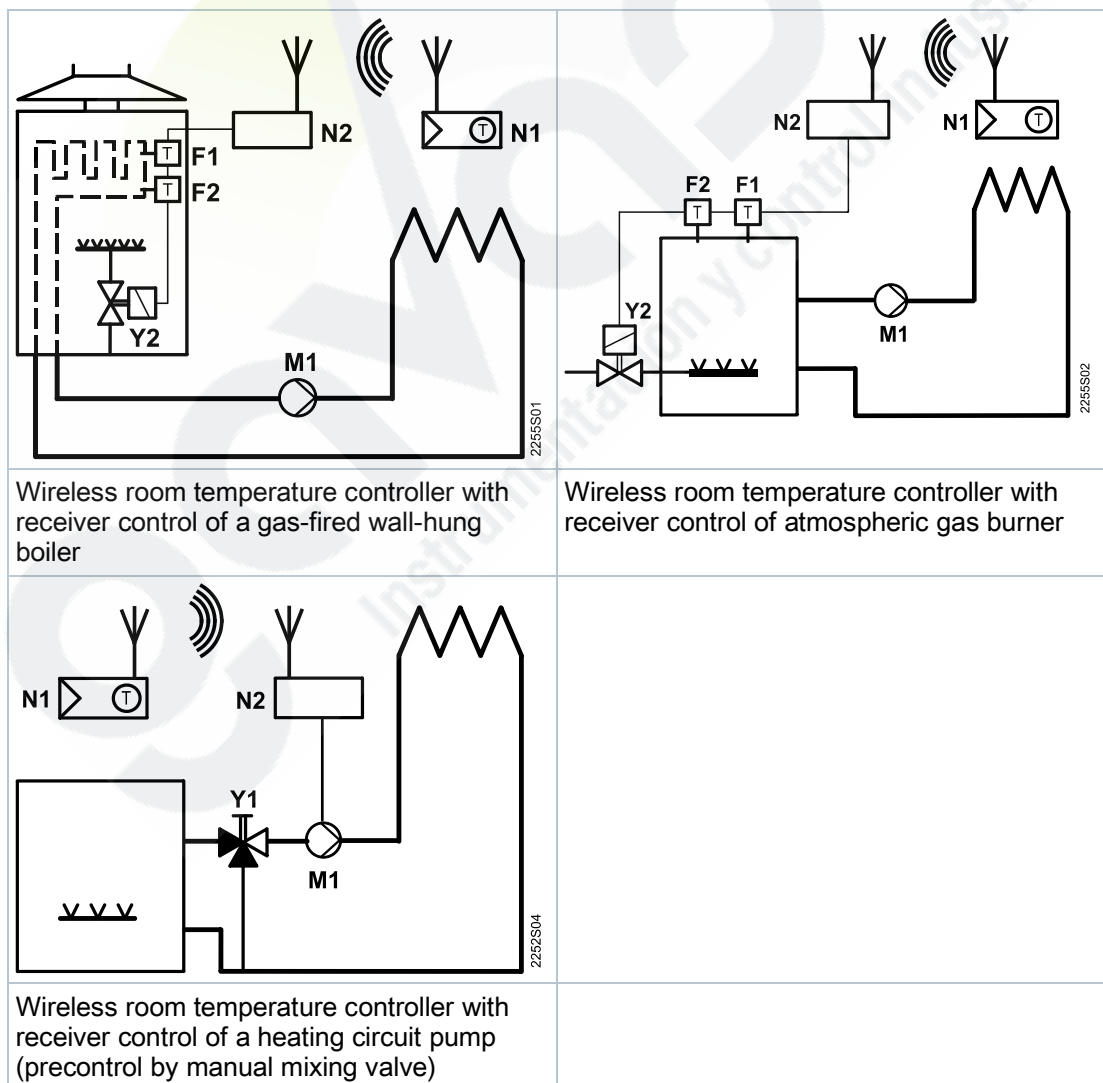 N2
T
N1
T
F1
T
F2
Y2
M1
2255S01
N2
N1
T
F2
F1
T
T
Y2
M1
2255S02
Wireless room temperature controller with
receiver control of a gas-fired wall-hung
boiler
Wireless room temperature controller with
receiver control of atmospheric gas burner
N1
T
N2
Y1
M1
2252S04
Wireless room temperature controller with
receiver control of a heating circuit pump
(precontrol by manual mixing valve)
Instrumentación y control industrial